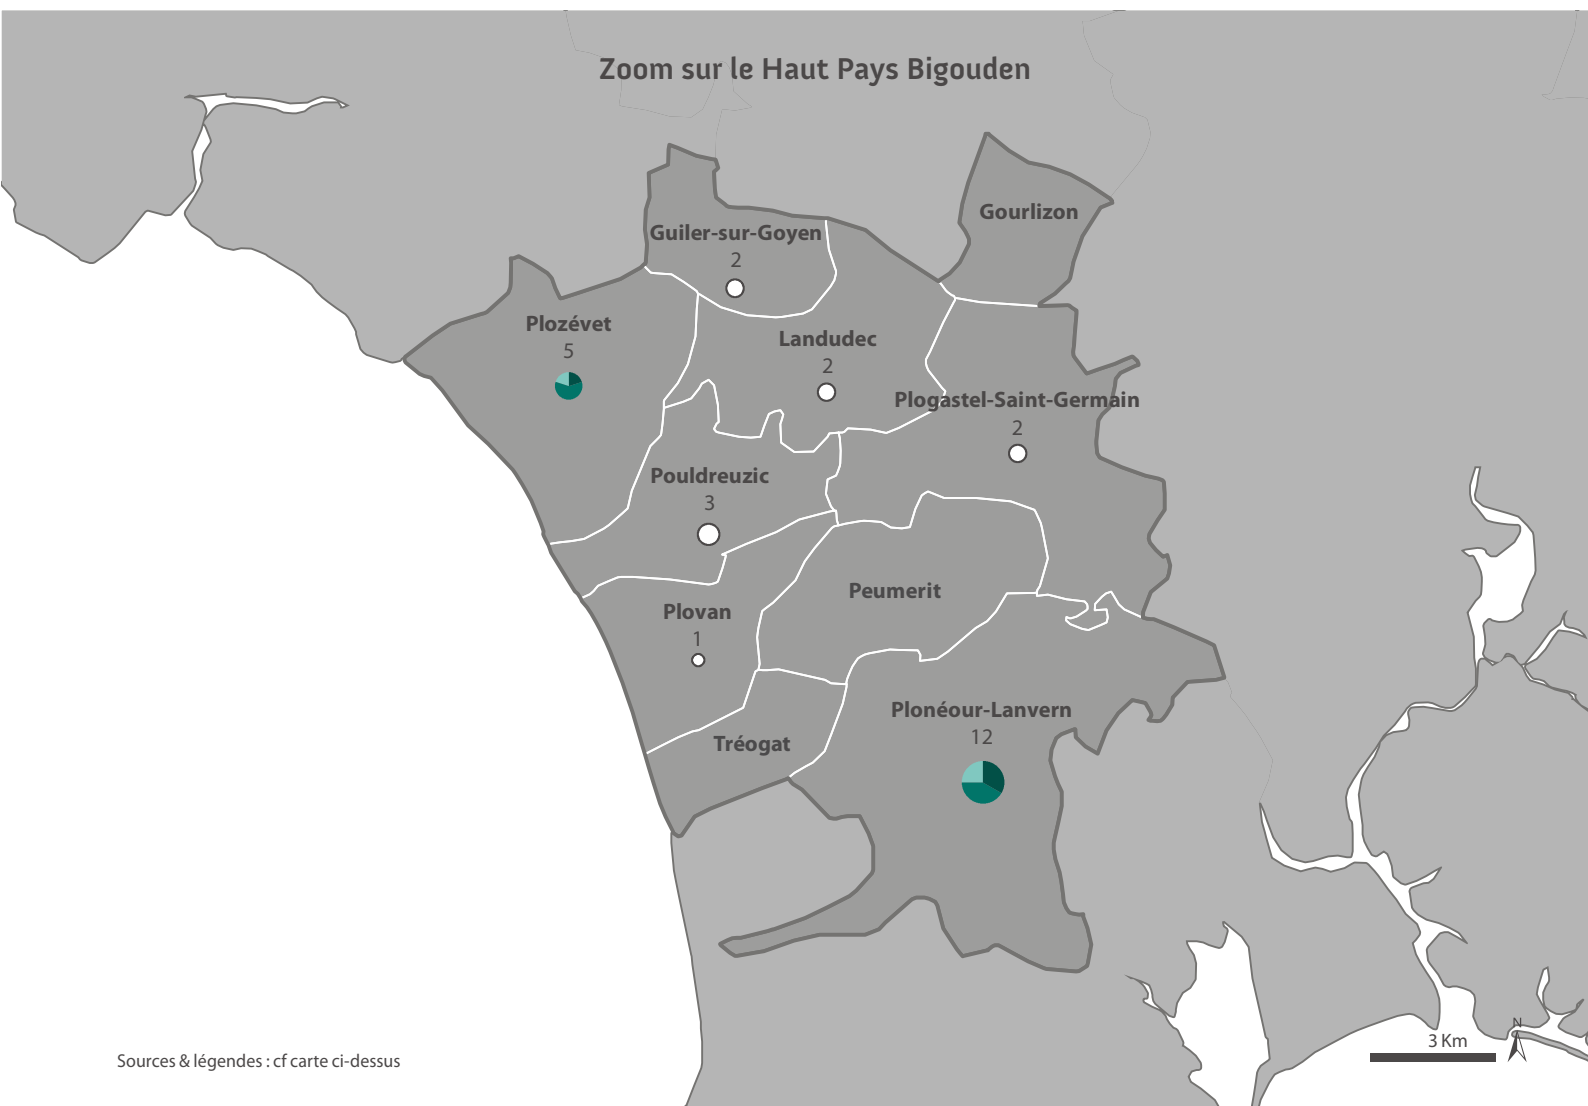 Zoom sur le Haut Pays Bigouden
Gourlizon
Guiler-sur-Goyen
2
Plozévet
5
Landudec
2
Plogastel-Saint-Germain
2
Pouldreuzic
3
Peumerit
Plovan
1
Plonéour-Lanvern
12
Tréogat
N
3 Km
Sources & légendes : cf carte ci-dessus